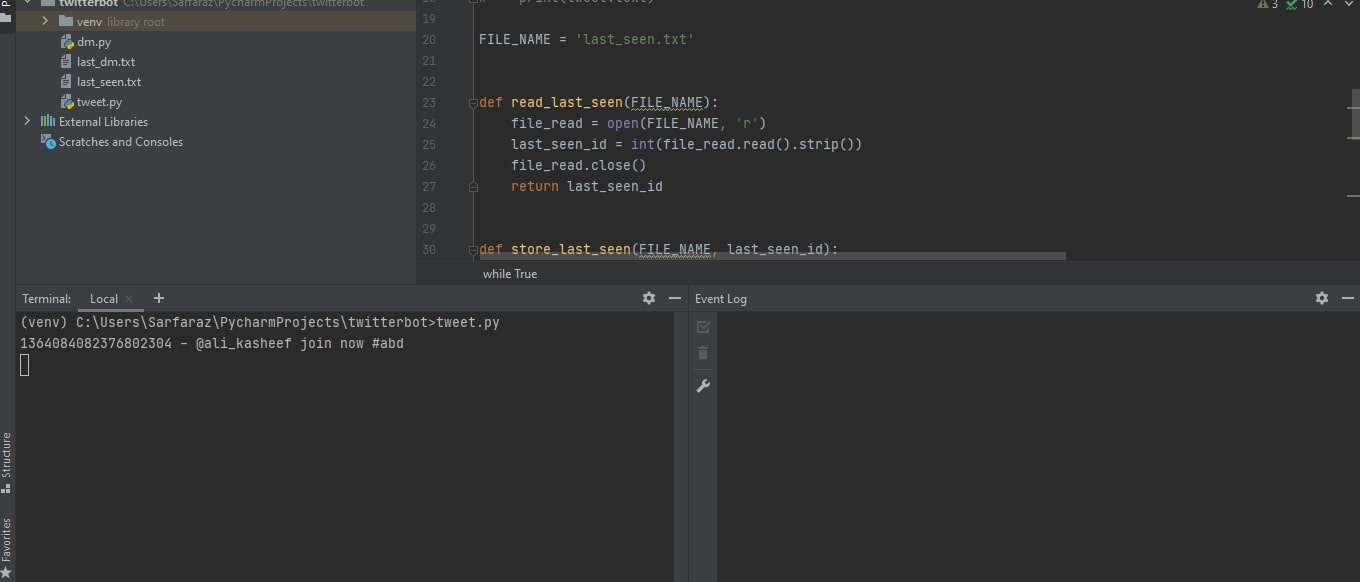 twitterbot C:\Users\Sarfaraz\PycharmProjects\twitterbot
venv library root
dm.py
last_dm.txt
last_seen.txt
tweet.py
External Libraries
Scratches and Consoles
3 10
19
20 FILE_NAME = 'last_seen.txt'
21
22
23 def read_last_seen(FILE_NAME):
24 file_read = open(FILE_NAME, 'r')
25 last_seen_id = int(file_read.read().strip())
26 file_read.close()
27 return last_seen_id
28
29
30 def store_last_seen(FILE_NAME, last_seen_id):
while True
Terminal: Local × +
(venv) C:\Users\Sarfaraz\PycharmProjects\twitterbot>tweet.py
1364084082376802304 - @ali_kasheef join now #abd
Event Log
Structure
Favorites